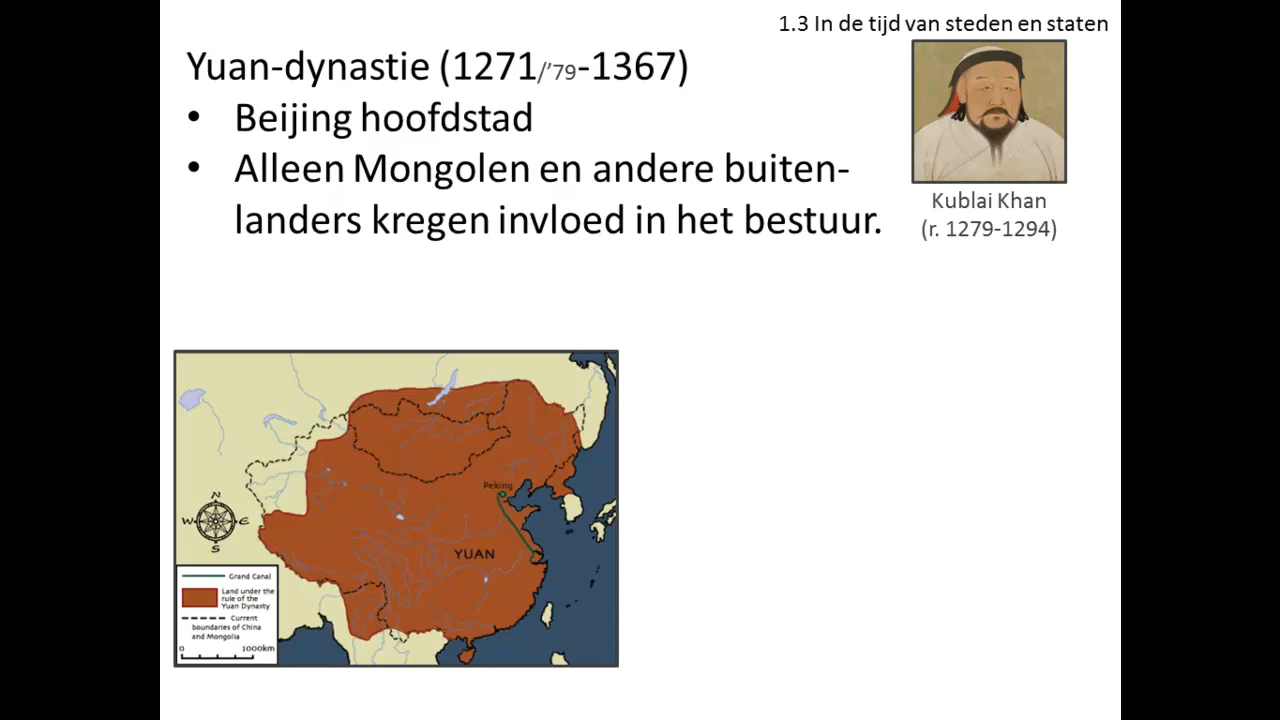 1.3 In de tijd van steden en staten
Yuan-dynastie (1271/’79-1367)
• Beijing hoofdstad
• Alleen Mongolen en andere buiten-
landers kregen invloed in het bestuur.
Kublai Khan
(r. 1279-1294)
Peking
N
W E
S
YUAN
Grand Canal
Land under the
rule of the
Yuan Dynasty
Current
boundaries of China
and Mongolia
0 1000km